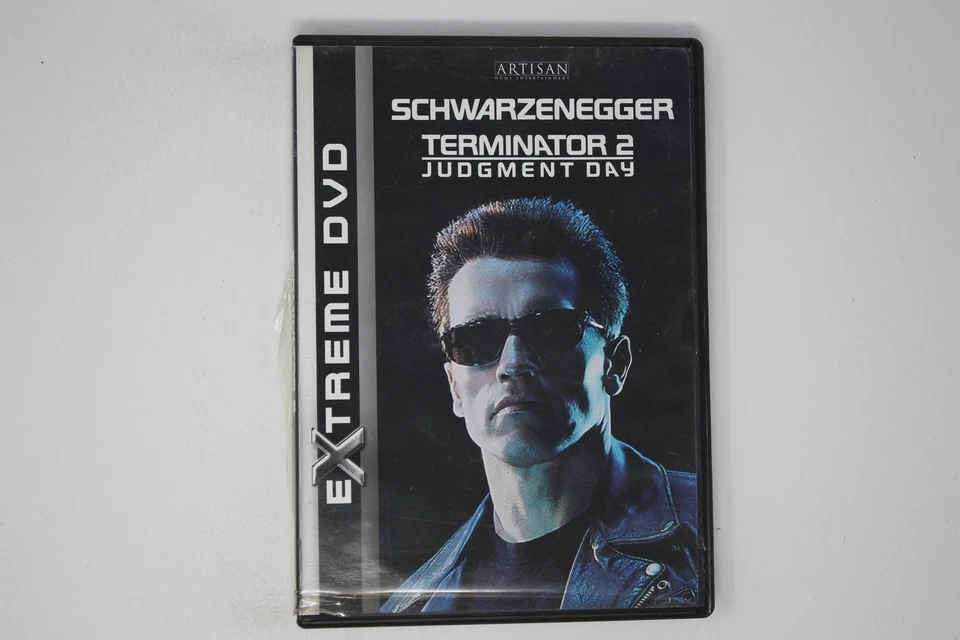 ARTISAN
HOME ENTERTAINMENT
SCHWARZENEGGER
TERMINATOR 2
JUDGMENT DAY
EXTREME DVD